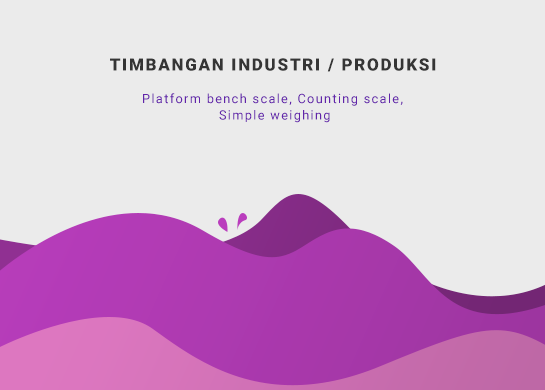 TIMBANGAN INDUSTRI / PRODUKSI
Platform bench scale, Counting scale,
Simple weighing